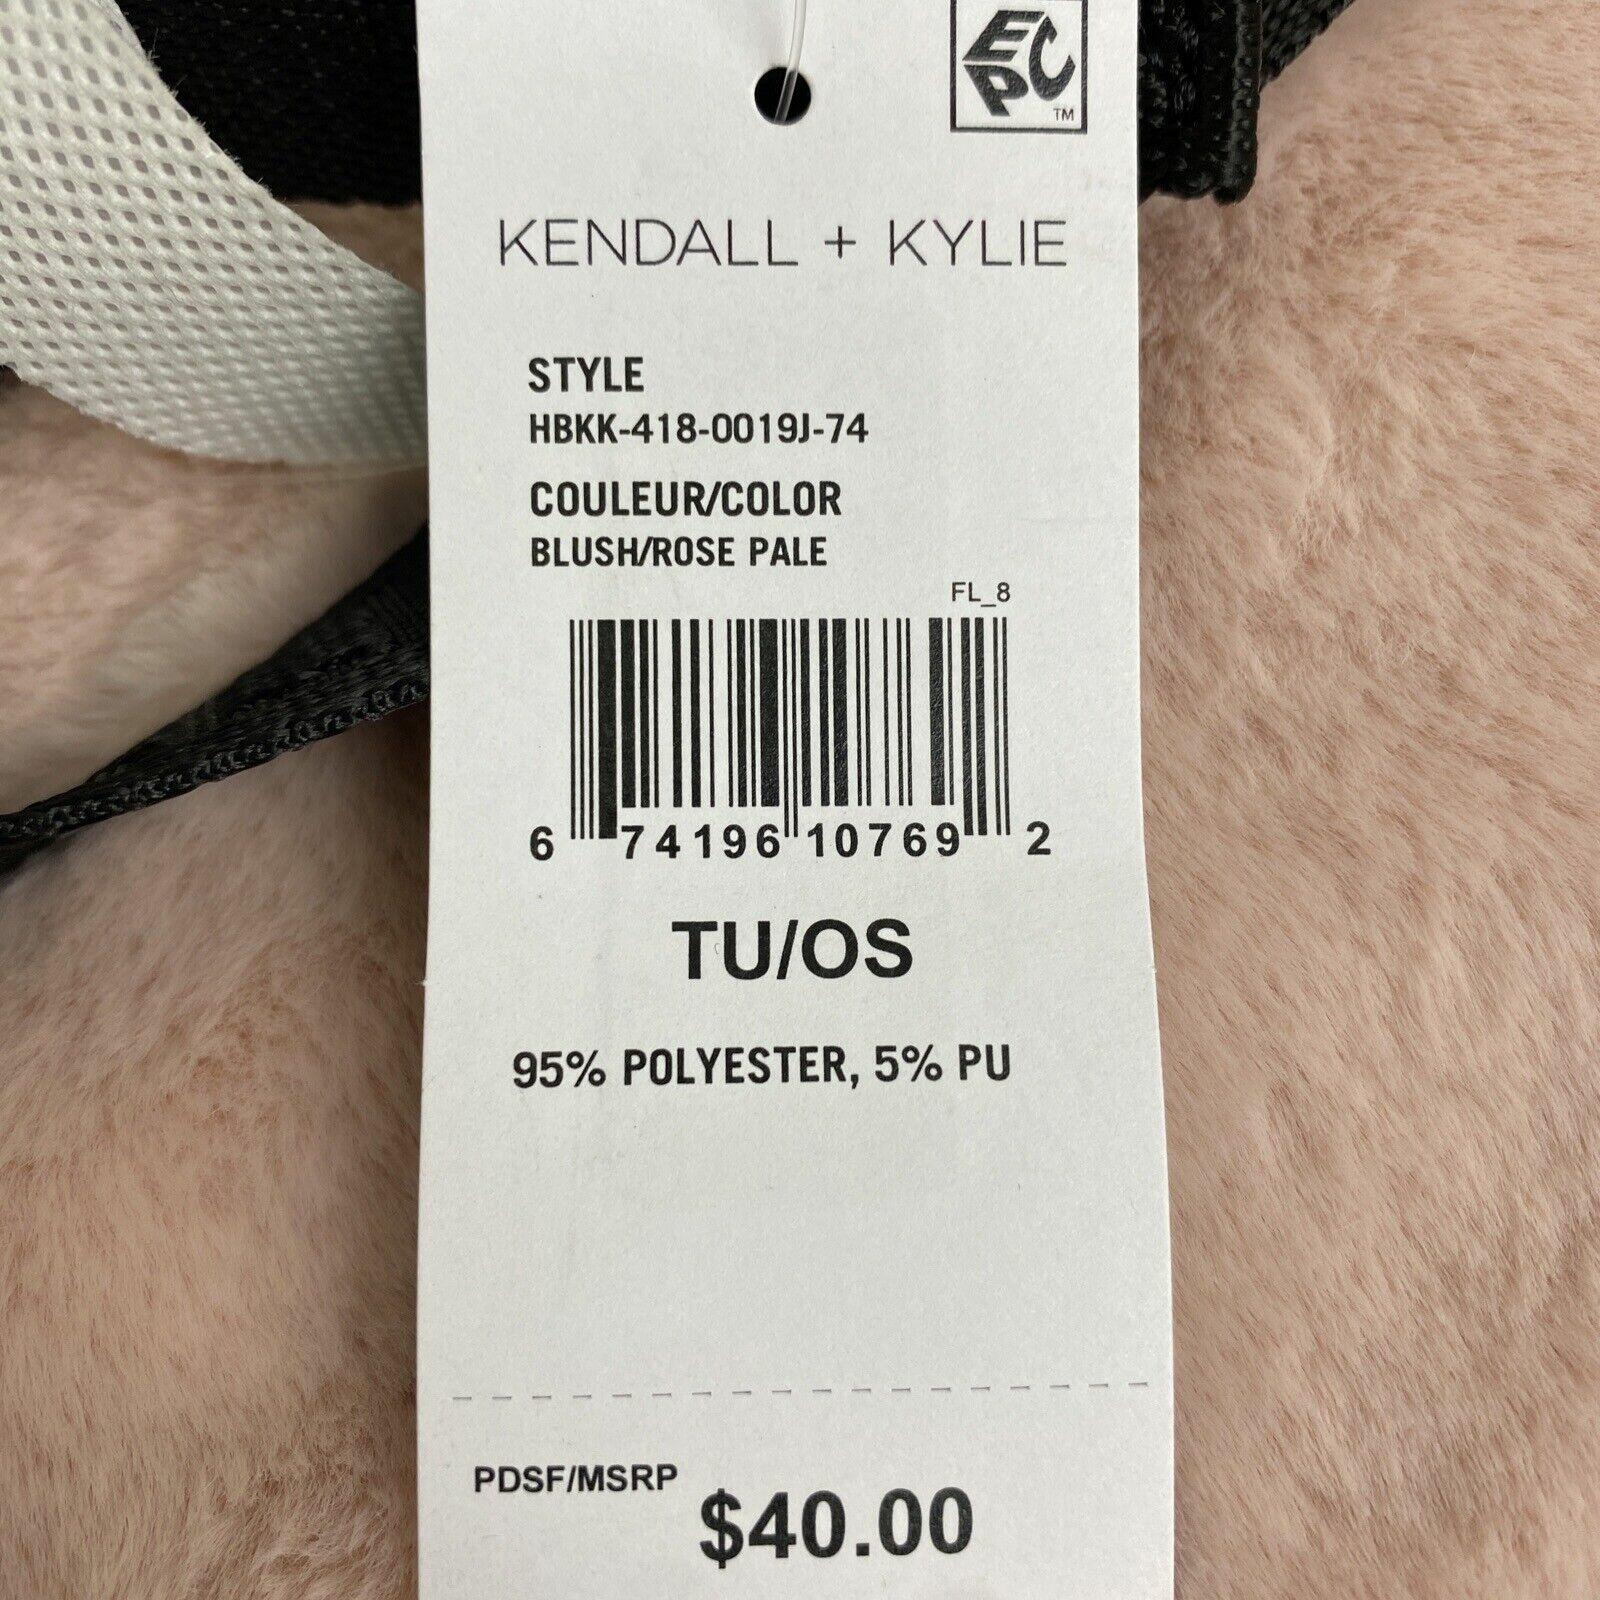 EPC
TM
KENDALL + KYLIE
STYLE
HBKK-418-0019J-74
COULEUR/COLOR
BLUSH/ROSE PALE
FL_8
6 74196 10769 2
TU/OS
95% POLYESTER, 5% PU
PDSF/MSRP $40.00